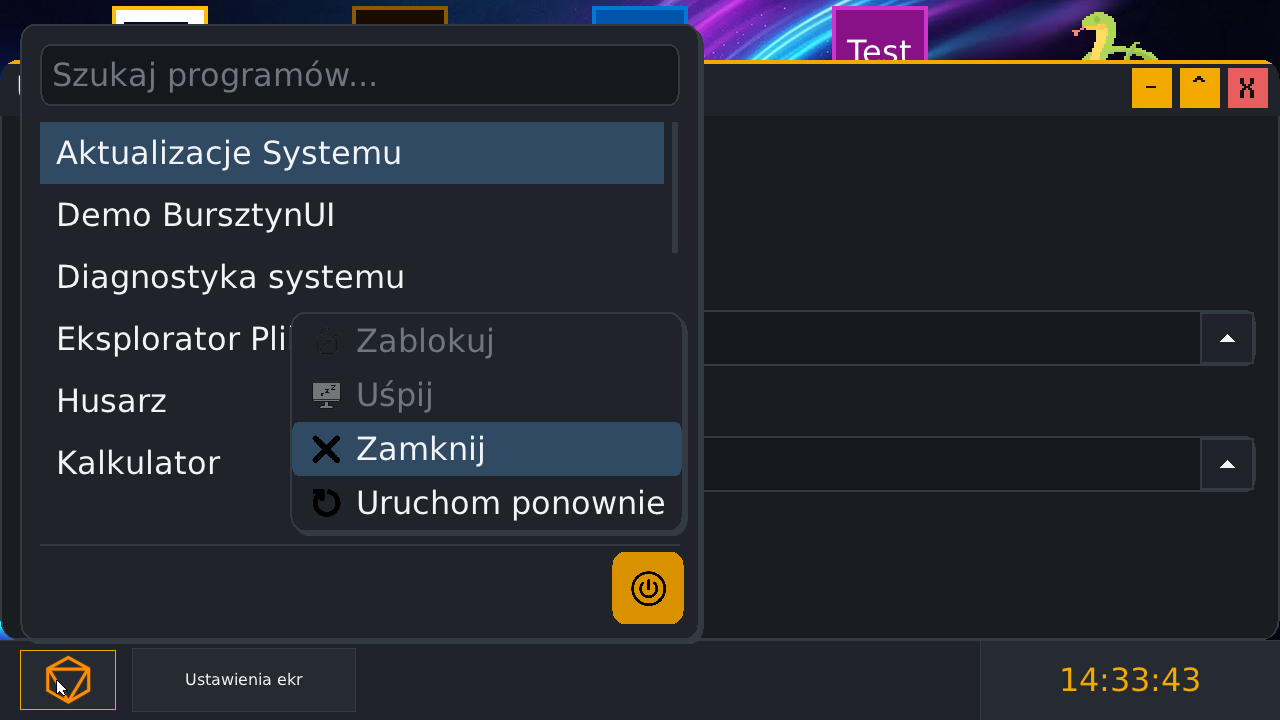 Test
Szukaj programów...
- ^ X
Aktualizacje Systemu
Demo BursztynUI
Diagnostyka systemu
Eksplorator Pli
Husarz
Kalkulator
Zablokuj
Uśpij
Zamknij
Uruchom ponownie
Ustawienia ekr
14:33:43